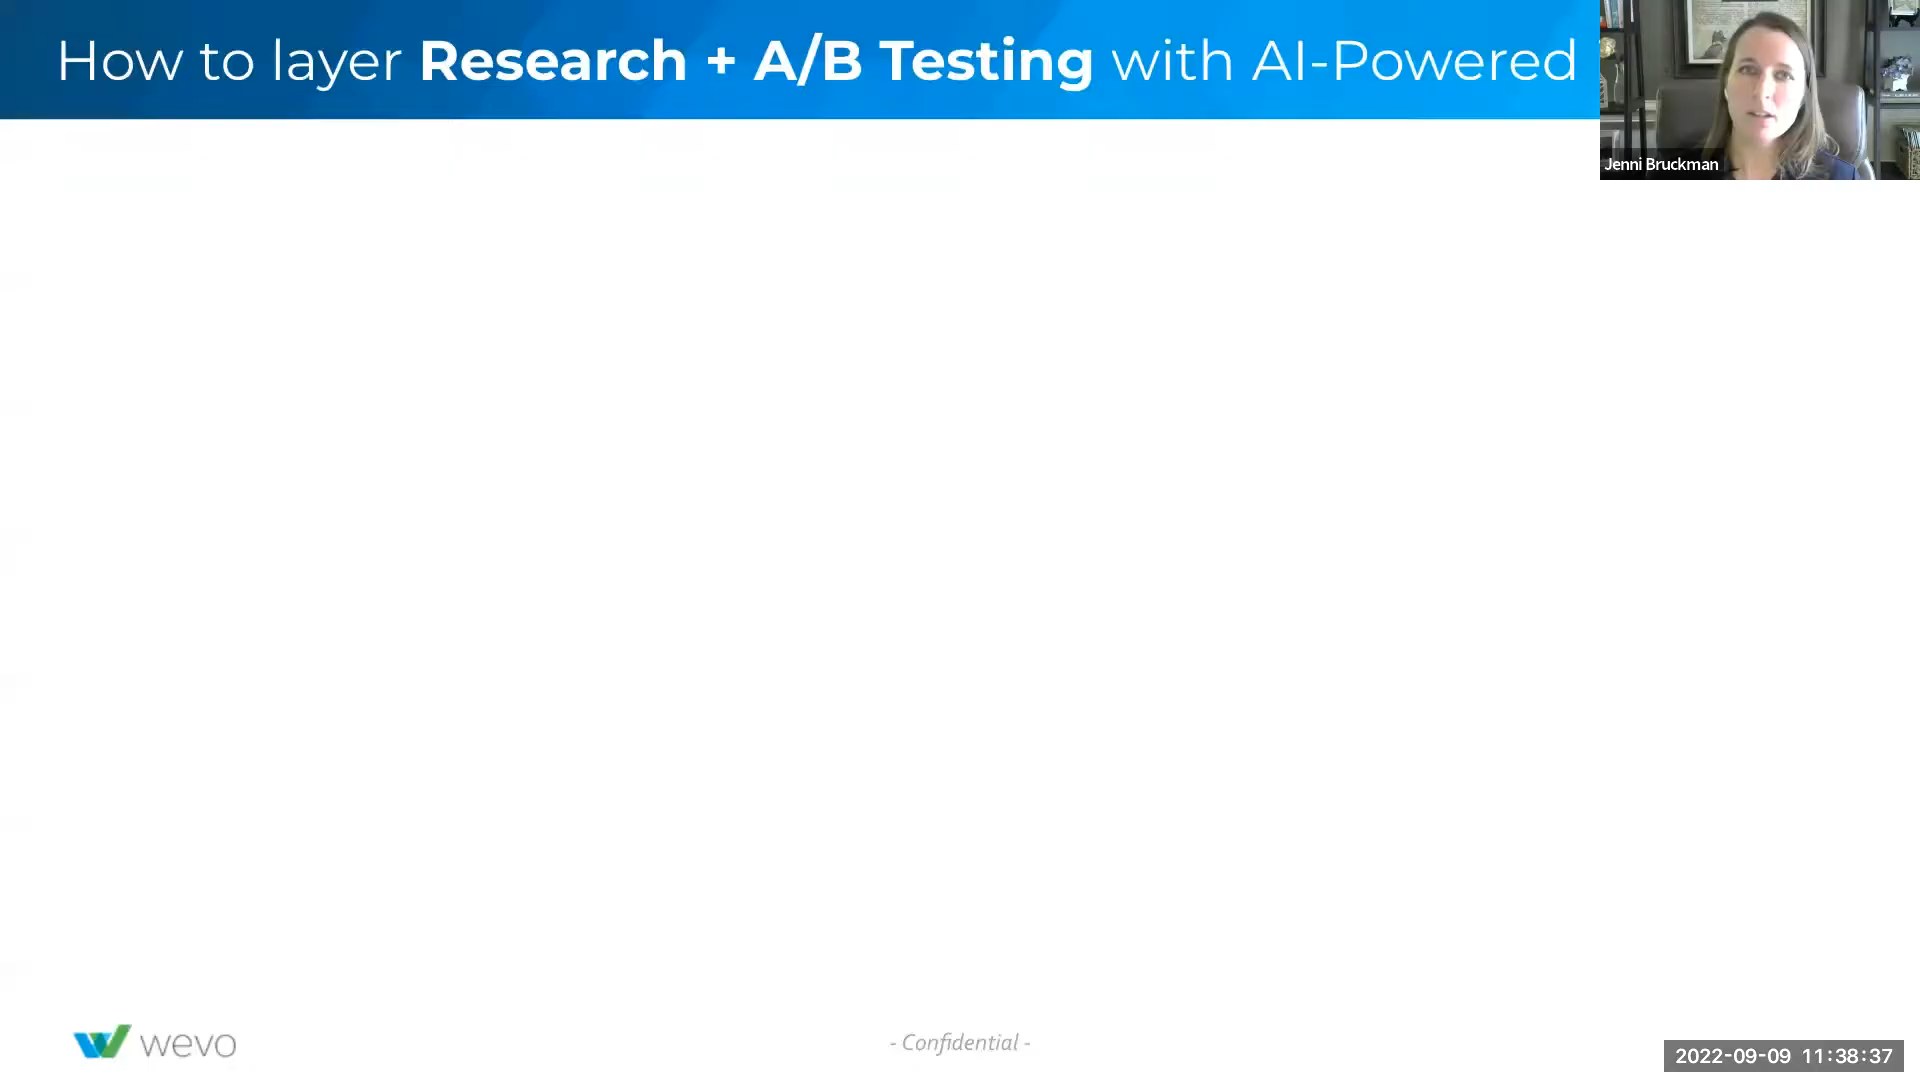 How to layer Research + A/B Testing with AI-Powered
Jenni Bruckman
wevo
- Confidential -
2022-09-09 11:38:37